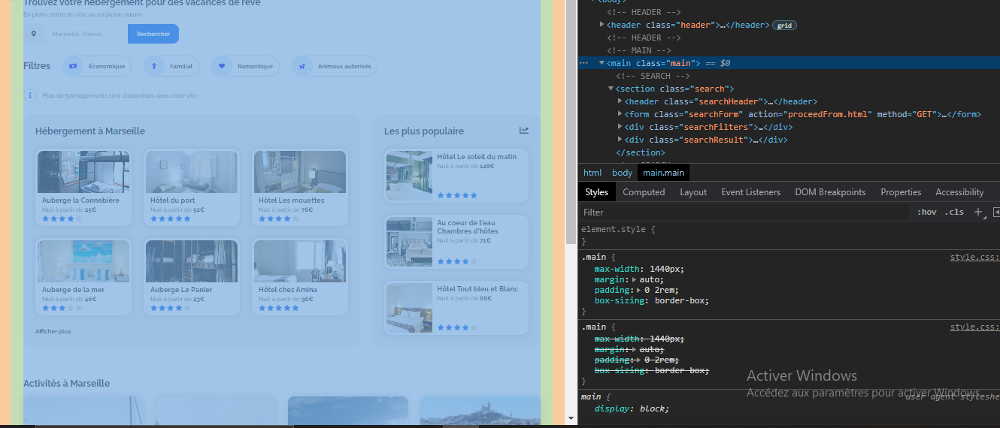 Trouvez votre hébergement pour des vacances de rêve
En plein centre de ville ou en pleine nature
Marseille, France
Rechercher
Filtres
Économique
Familial
Romantique
Animaux autorisés
Plus de 500 logements sont disponibles dans cette ville
Hébergement à Marseille
Auberge la Cannebière
Nuit à partir de 25€
Hôtel du port
Nuit à partir de 52€
Hôtel Les mouettes
Nuit à partir de 76€
Auberge de la mer
Nuit à partir de 46€
Auberge Le Panier
Nuit à partir de 23€
Hôtel chez Amina
Nuit à partir de 96€
Afficher plus
Les plus populaire
Hôtel Le soleil du matin
Nuit à partir de 128€
Au coeur de l'eau
Chambres d'hôtes
Nuit à partir de 71€
Hôtel Tout bleu et Blanc
Nuit à partir de 68€
Activités à Marseille
<body>
<!-- HEADER -->
<header class="header">…</header> grid
<!-- HEADER -->
<!-- MAIN -->
<main class="main"> == $0
<!-- SEARCH -->
<section class="search">
<header class="searchHeader">…</header>
<form class="searchForm" action="proceedFrom.html" method="GET">…</form>
<div class="searchFilters">…</div>
<div class="searchResult">…</div>
</section>
html body main.main
Styles Computed Layout Event Listeners DOM Breakpoints Properties Accessibility
Filter :hov .cls
element.style {
}
.main { style.css:
max-width: 1440px;
margin: auto;
padding: 0 2rem;
box-sizing: border-box;
}
.main { style.css:
max-width: 1440px;
margin: auto;
padding: 0 2rem;
box-sizing: border-box;
}
Activer Windows
Accédez aux paramètres pour activer Windows.
main { user agent styleshe
display: block;